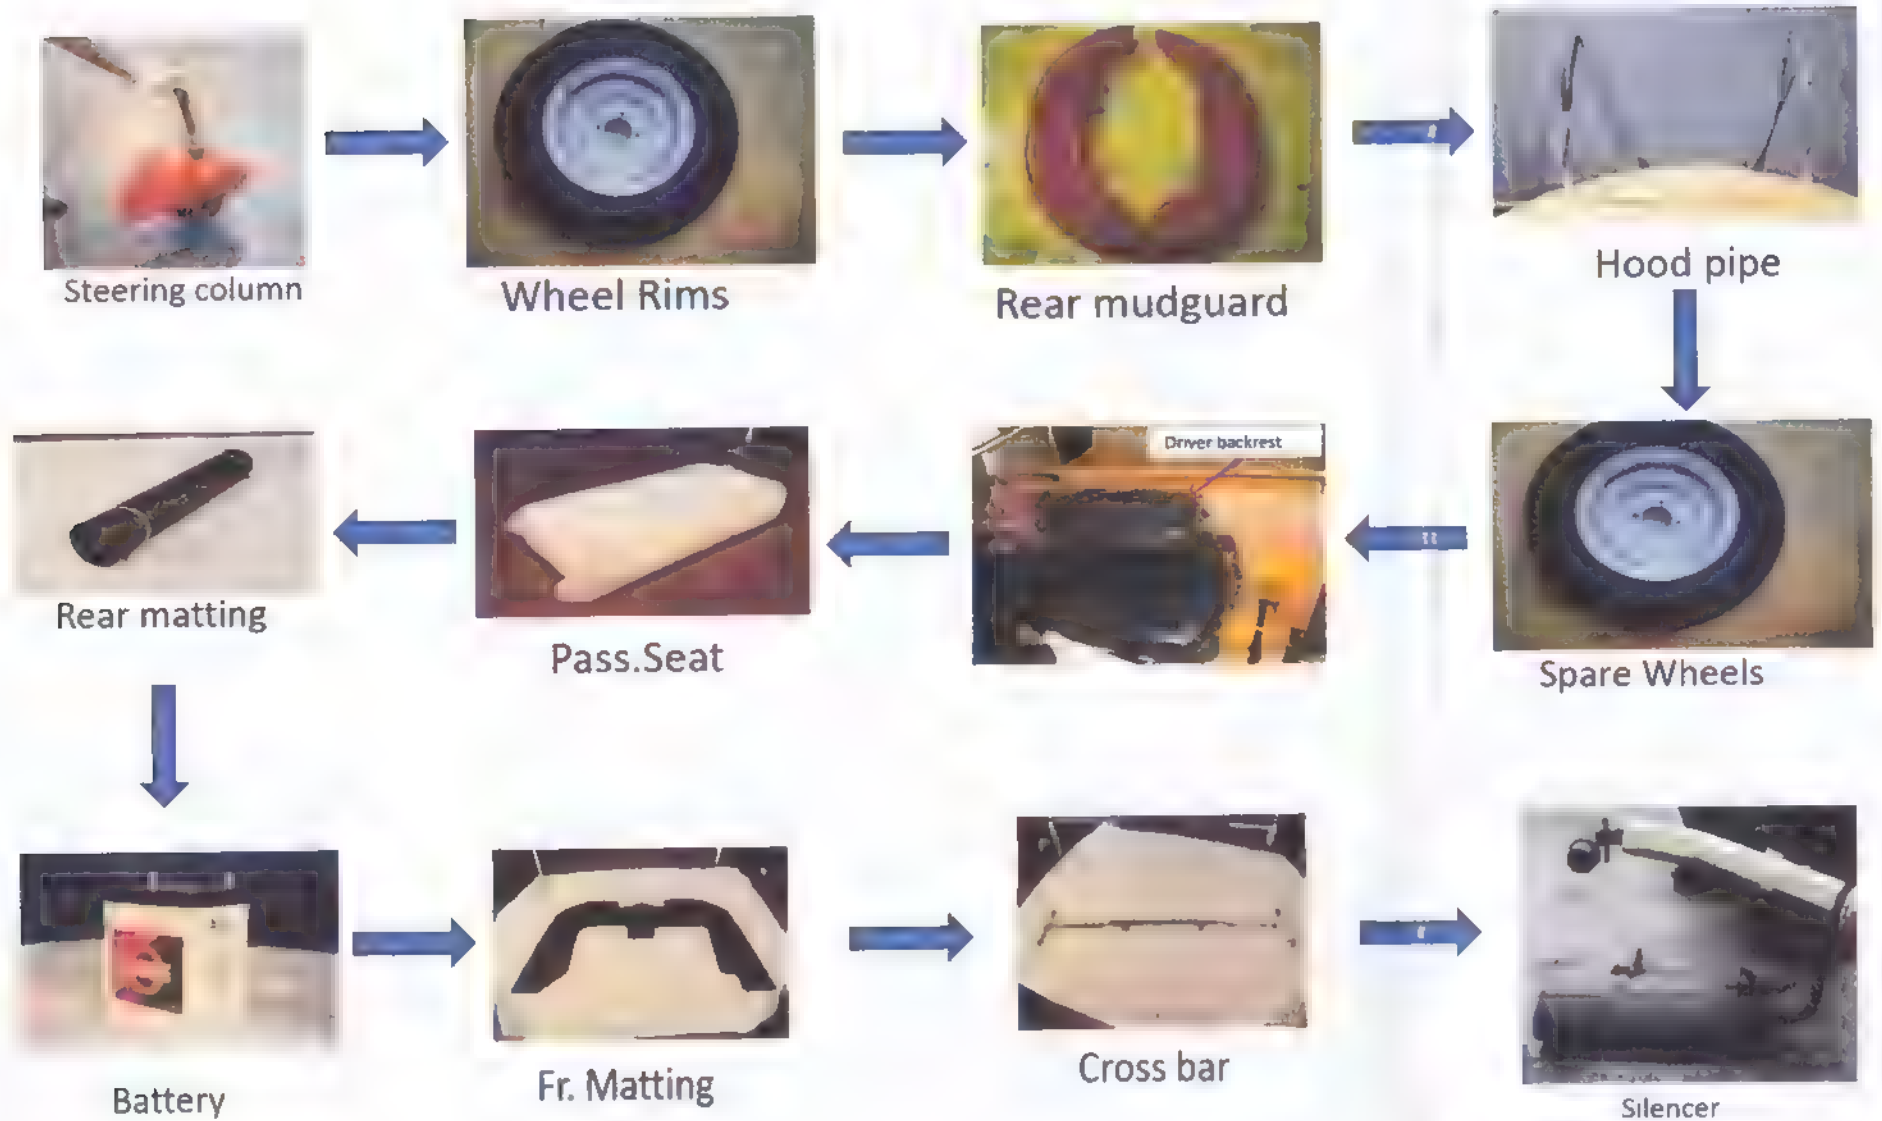 Steering column
Wheel Rims
Rear mudguard
Hood pipe
Spare Wheels
Driver backrest
Pass.Seat
Rear matting
Battery
Fr. Matting
Cross bar
Silencer